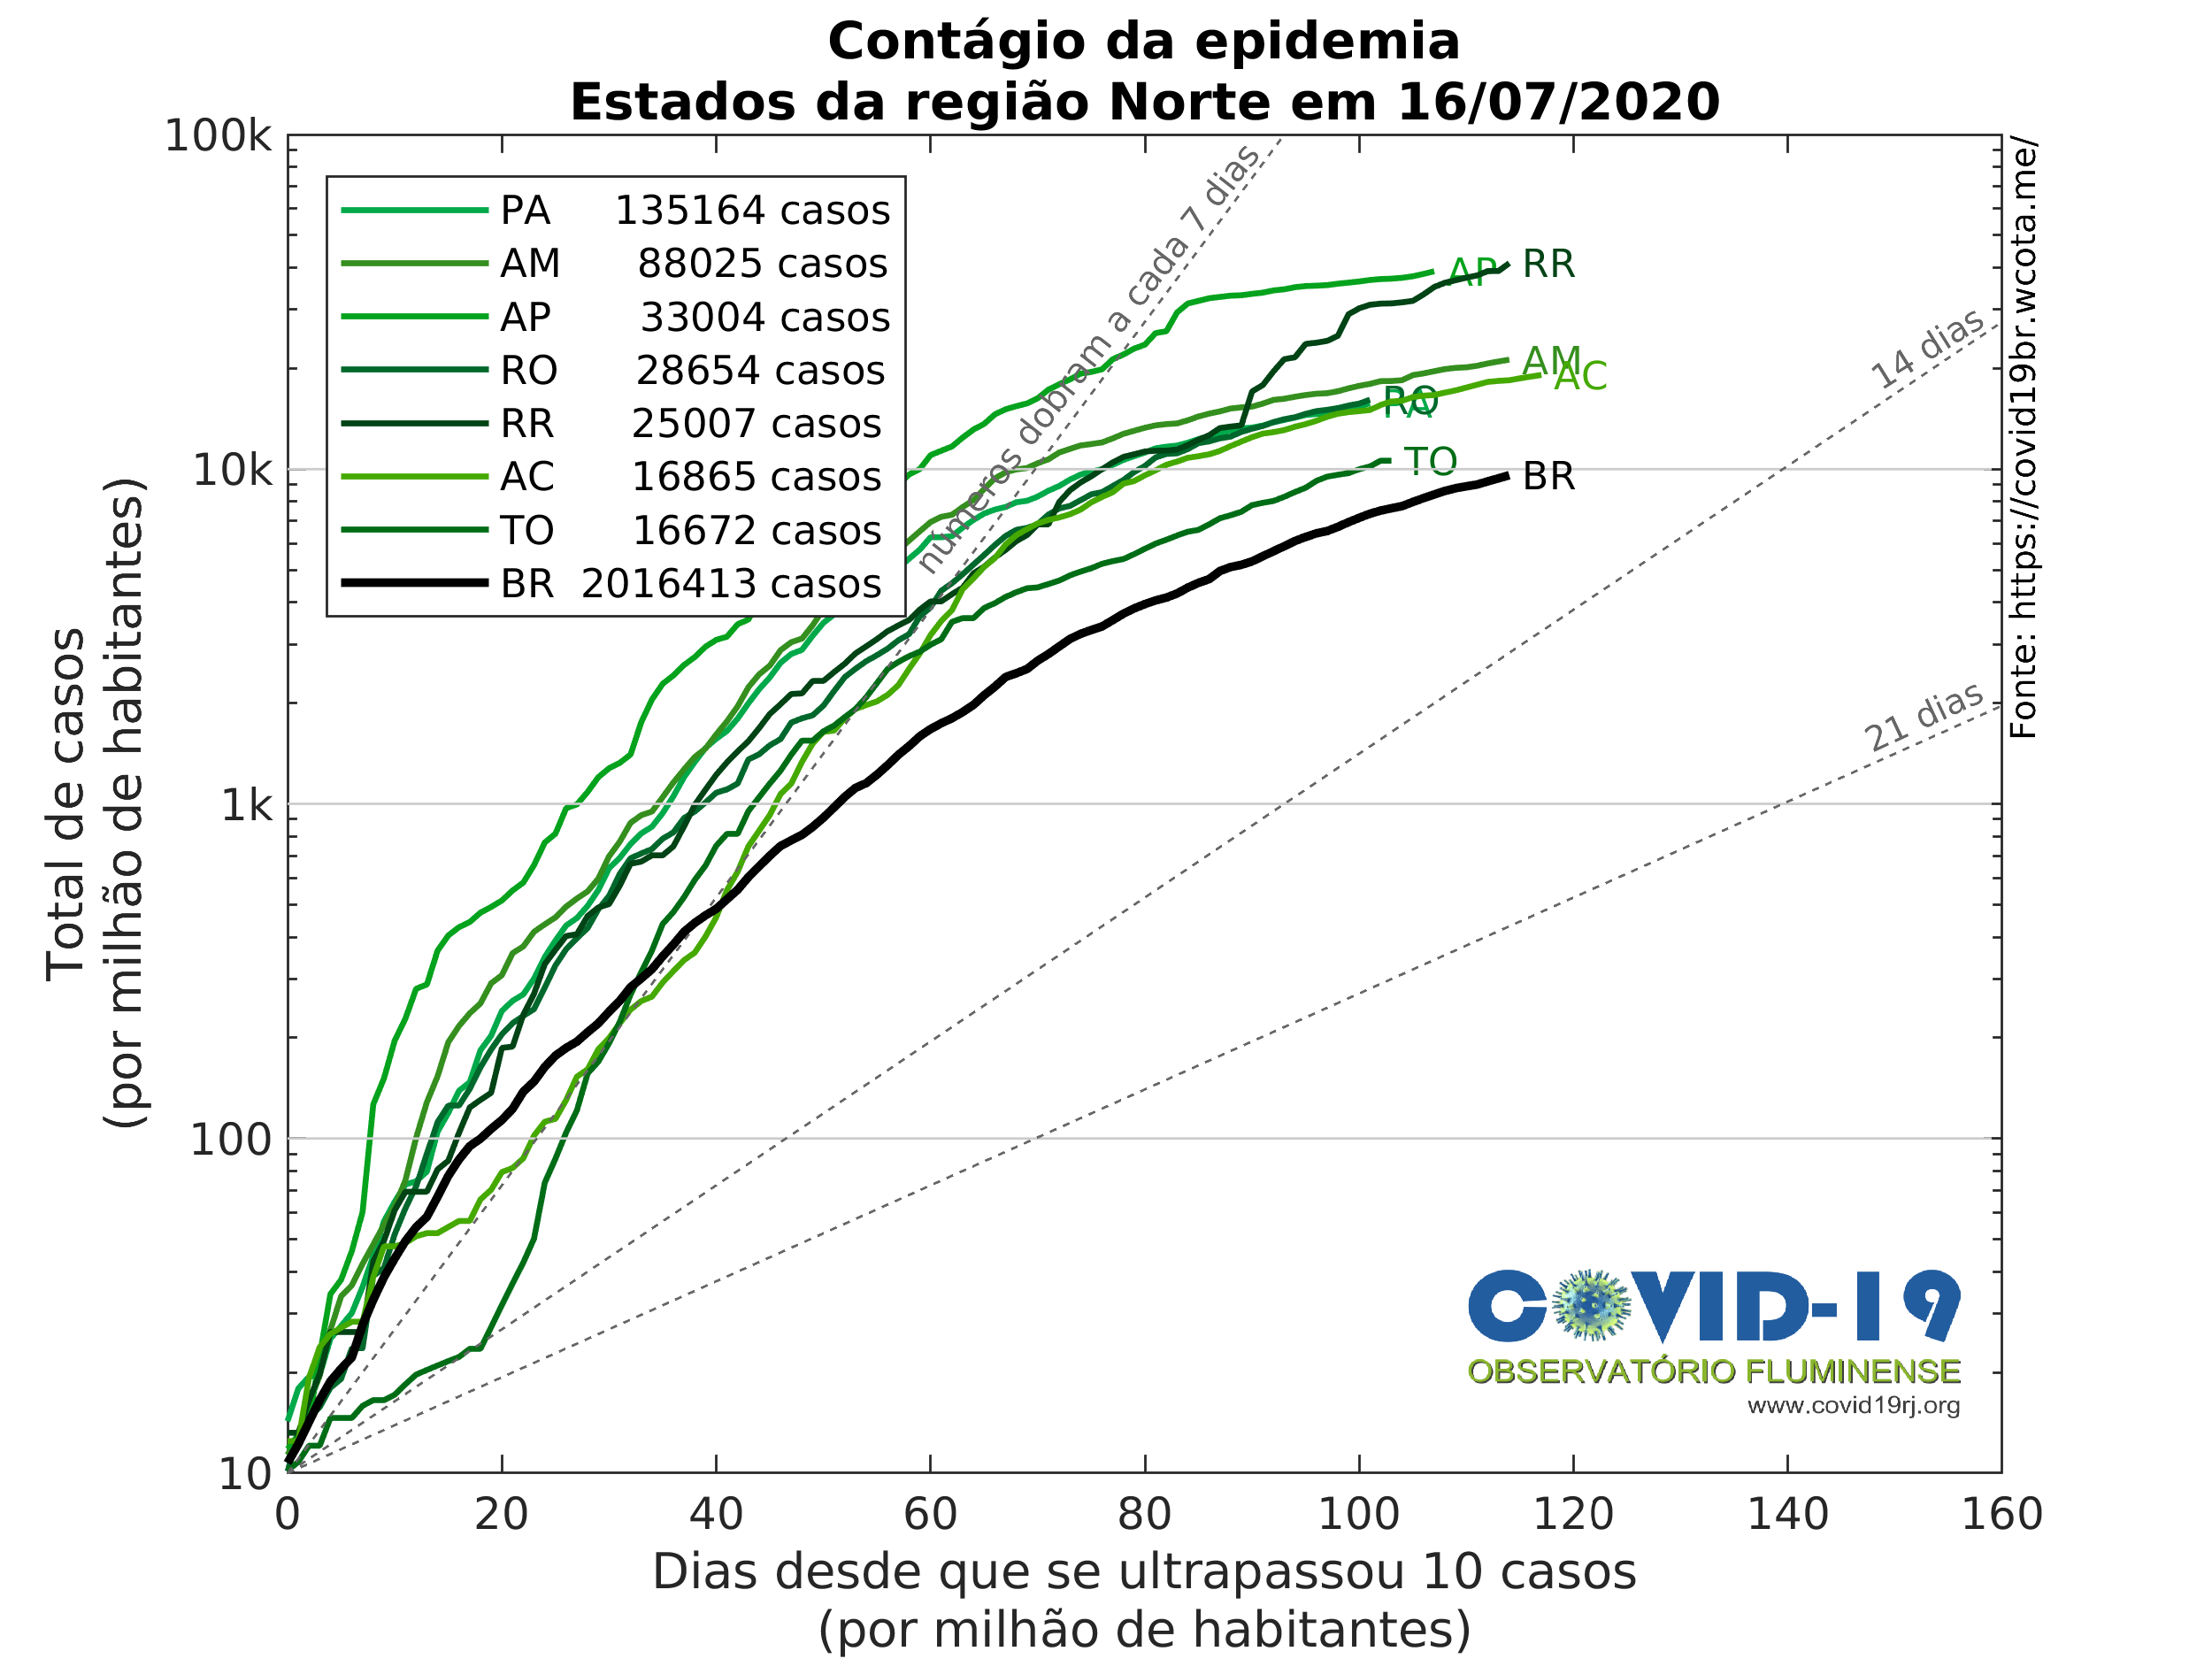 Contágio da epidemia
Estados da região Norte em 16/07/2020
100k
10k
1k
100
10
Total de casos
(por milhão de habitantes)
PA 135164 casos
AM 88025 casos
AP 33004 casos
RO 28654 casos
RR 25007 casos
AC 16865 casos
TO 16672 casos
BR 2016413 casos
números dobram a cada 7 dias
14 dias
21 dias
AP
RR
AM
AC
RO
PA
TO
BR
Fonte: https://covid19br.wcota.me/
COVID-19
OBSERVATÓRIO FLUMINENSE
www.covid19rj.org
0 20 40 60 80 100 120 140 160
Dias desde que se ultrapassou 10 casos
(por milhão de habitantes)